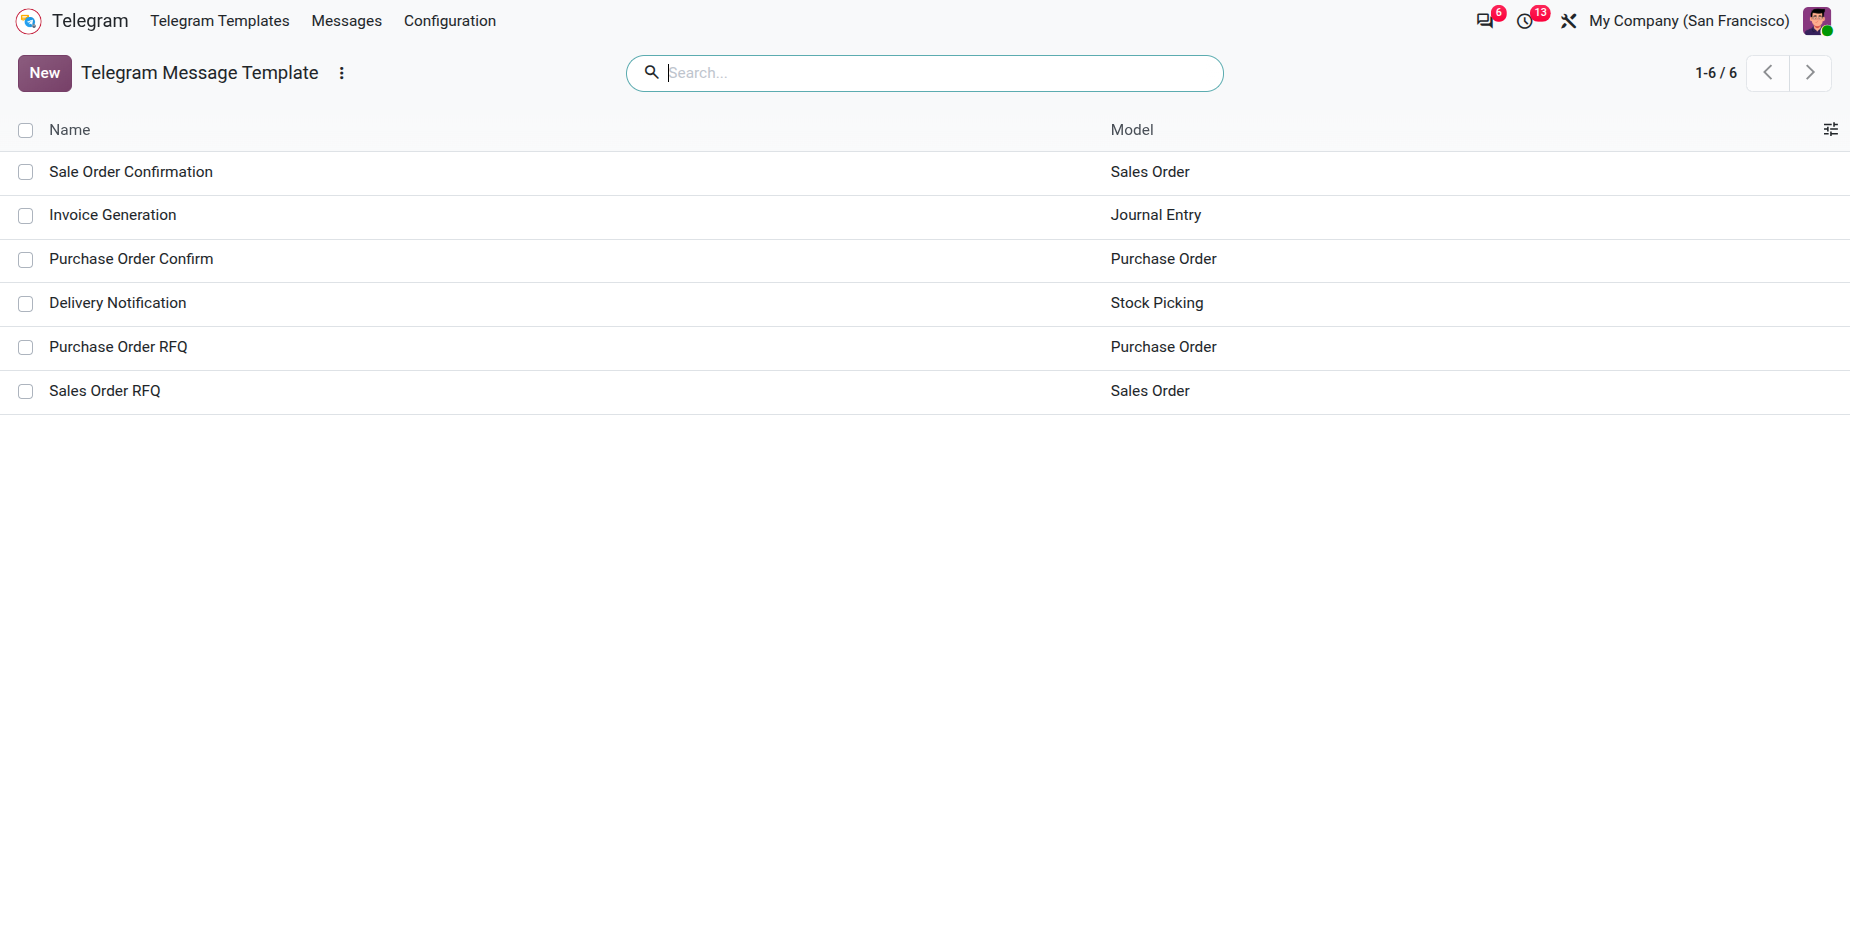 Telegram Telegram Templates Messages Configuration 6 13 My Company (San Francisco)
New Telegram Message Template Search... 1-6 / 6
Name Model
Sale Order Confirmation Sales Order
Invoice Generation Journal Entry
Purchase Order Confirm Purchase Order
Delivery Notification Stock Picking
Purchase Order RFQ Purchase Order
Sales Order RFQ Sales Order